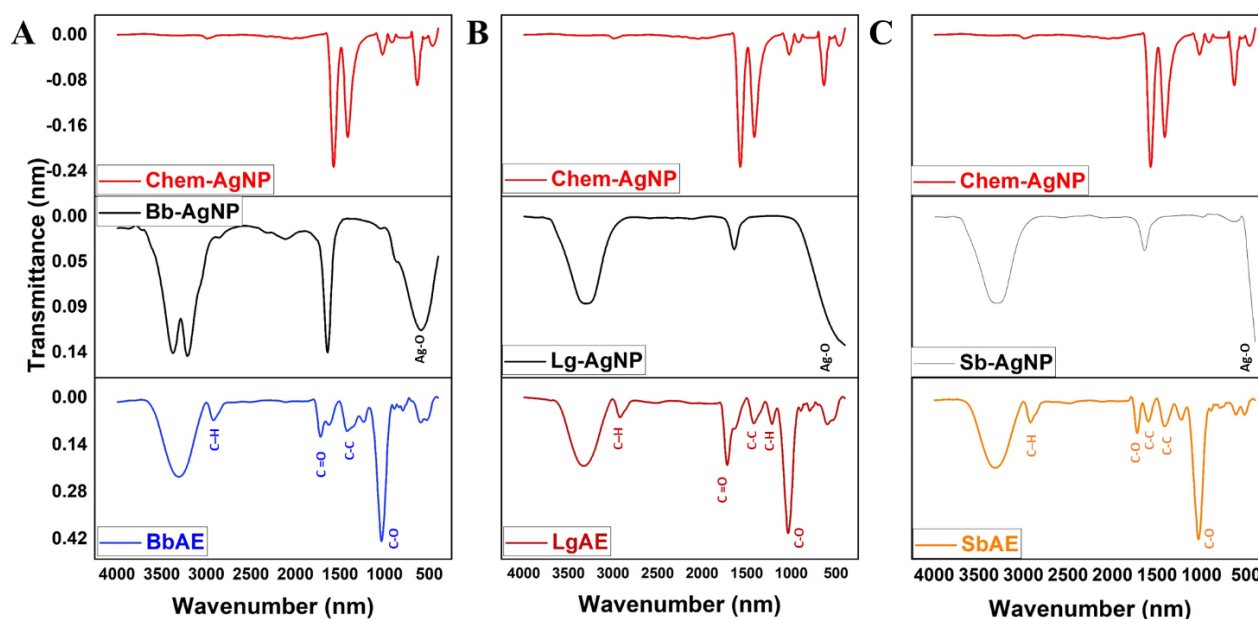 A
B
C
Transmittance (nm)
0.00
-0.08
-0.16
-0.24
Chem-AgNP
Chem-AgNP
Chem-AgNP
Bb-AgNP
0.00
0.05
0.09
0.14
Ag-O
Lg-AgNP
Ag-O
Sb-AgNP
Ag-O
0.00
0.14
0.28
0.42
C-H
C=O
C-C
C-O
BbAE
C-H
C=O
C-C
C-H
C-O
LgAE
C-H
C-O
C-C
C-C
C-O
SbAE
4000 3500 3000 2500 2000 1500 1000 500
4000 3500 3000 2500 2000 1500 1000 500
4000 3500 3000 2500 2000 1500 1000 500
Wavenumber (nm)
Wavenumber (nm)
Wavenumber (nm)